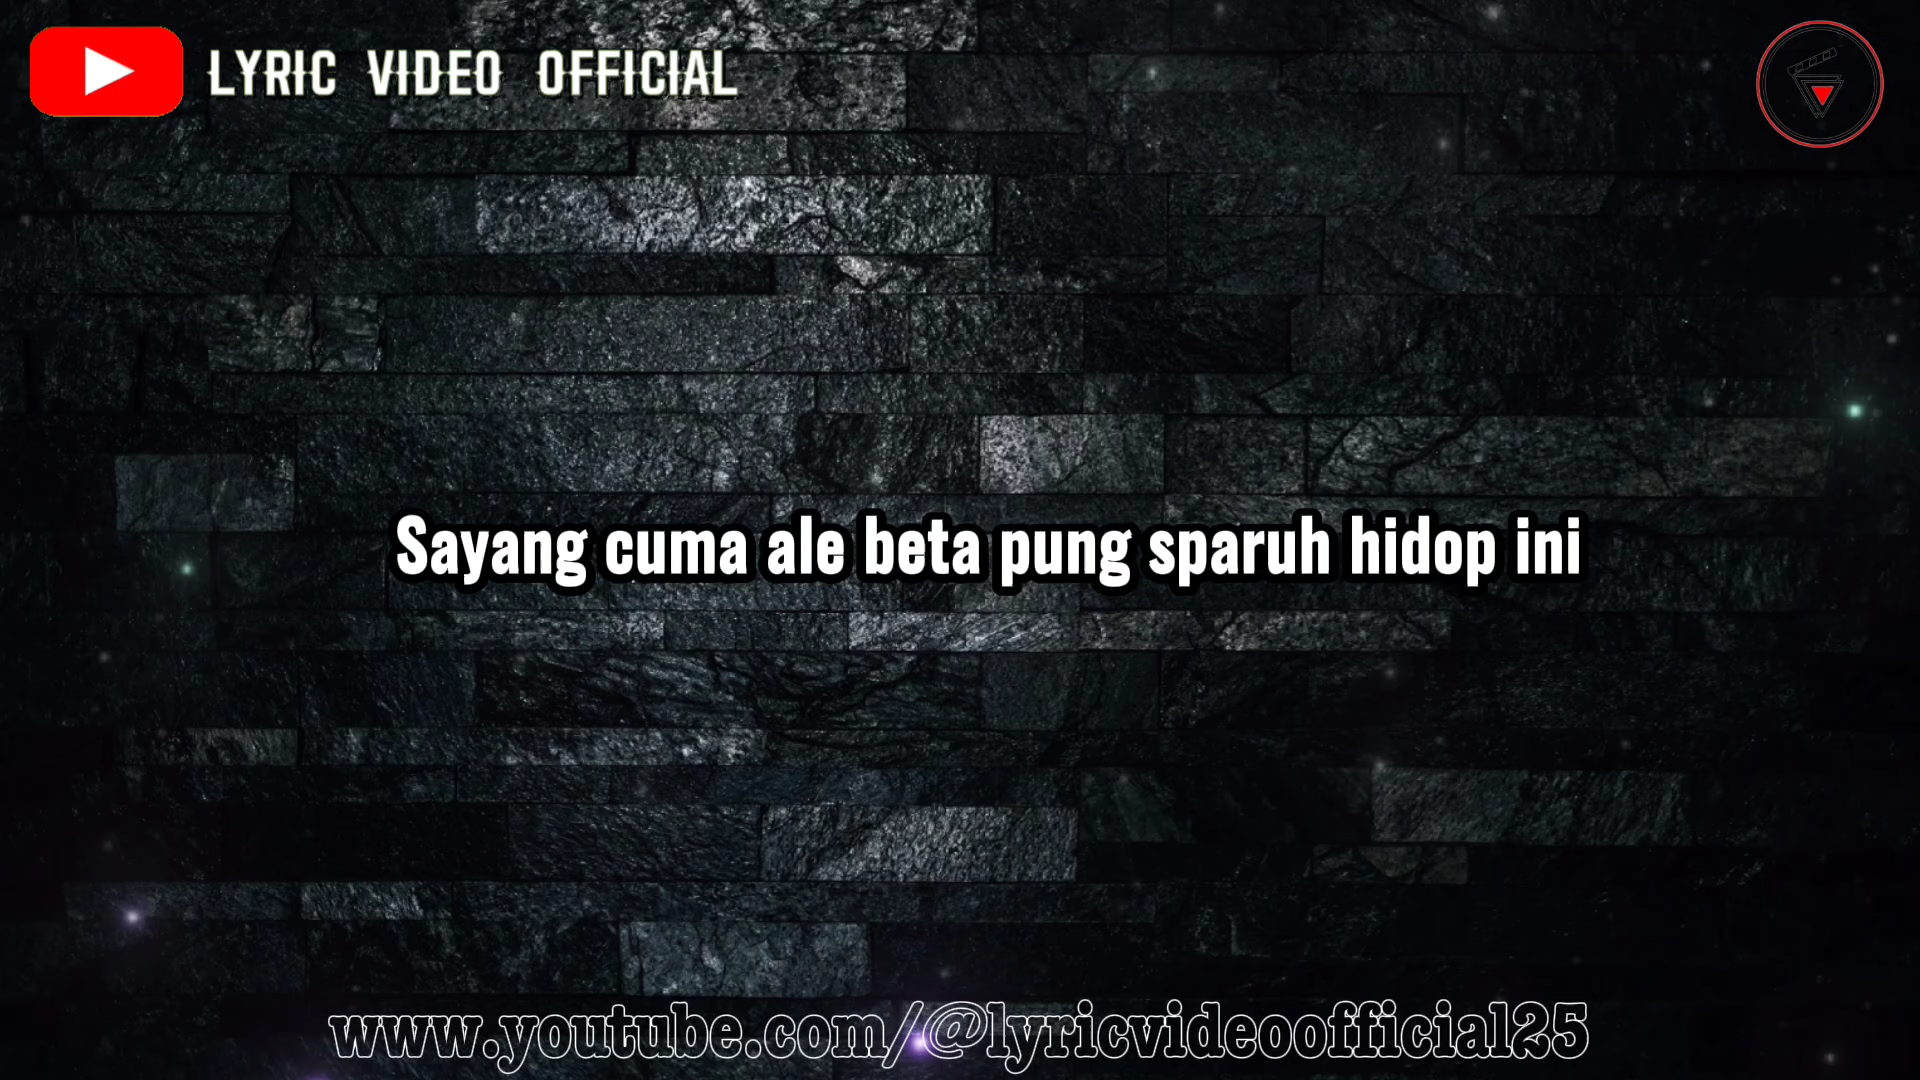 LYRIC VIDEO OFFICIAL
Sayang cuma ale beta pung sparuh hidop ini
www.youtube.com/@lyricvideoofficial25